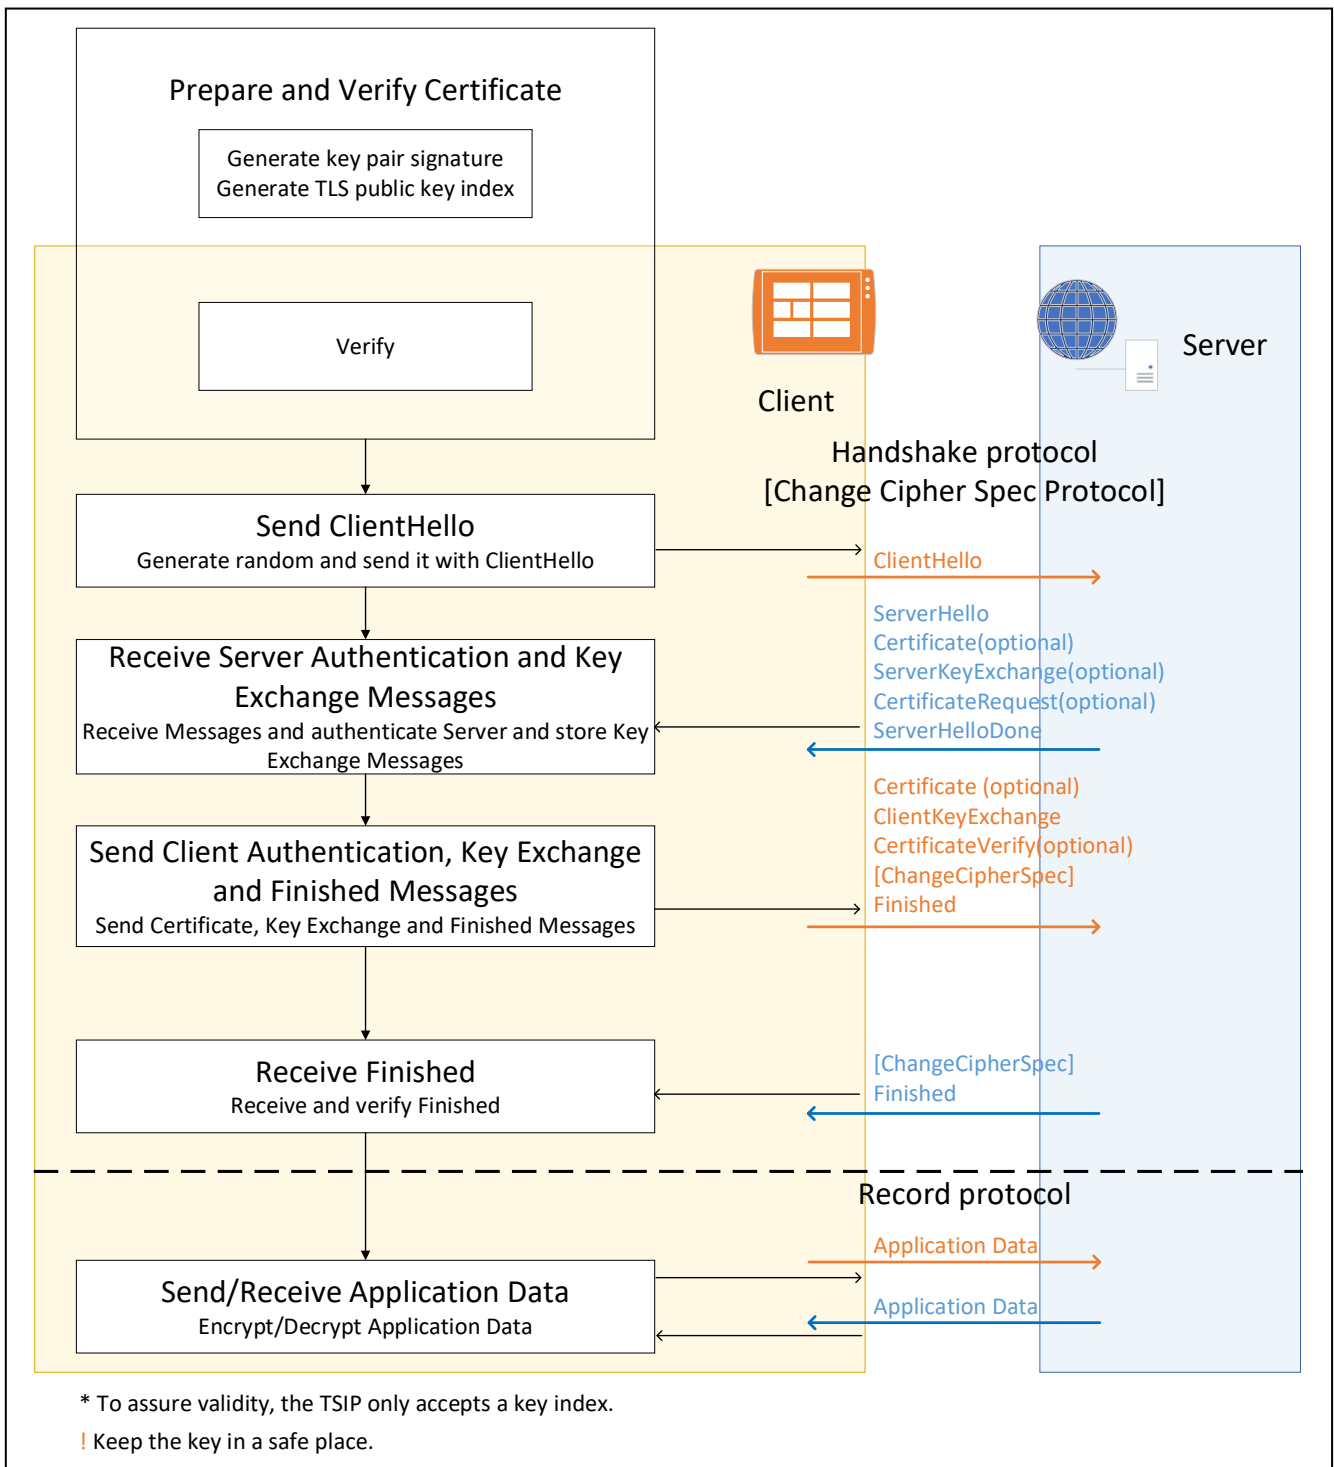 Prepare and Verify Certificate
Generate key pair signature
Generate TLS public key index
Verify
Client
Server
Handshake protocol
[Change Cipher Spec Protocol]
Send ClientHello
Generate random and send it with ClientHello
ClientHello
Receive Server Authentication and Key
Exchange Messages
Receive Messages and authenticate Server and store Key
Exchange Messages
ServerHello
Certificate(optional)
ServerKeyExchange(optional)
CertificateRequest(optional)
ServerHelloDone
Send Client Authentication, Key Exchange
and Finished Messages
Send Certificate, Key Exchange and Finished Messages
Certificate (optional)
ClientKeyExchange
CertificateVerify(optional)
[ChangeCipherSpec]
Finished
Receive Finished
Receive and verify Finished
[ChangeCipherSpec]
Finished
Record protocol
Send/Receive Application Data
Encrypt/Decrypt Application Data
Application Data
Application Data
* To assure validity, the TSIP only accepts a key index.
! Keep the key in a safe place.